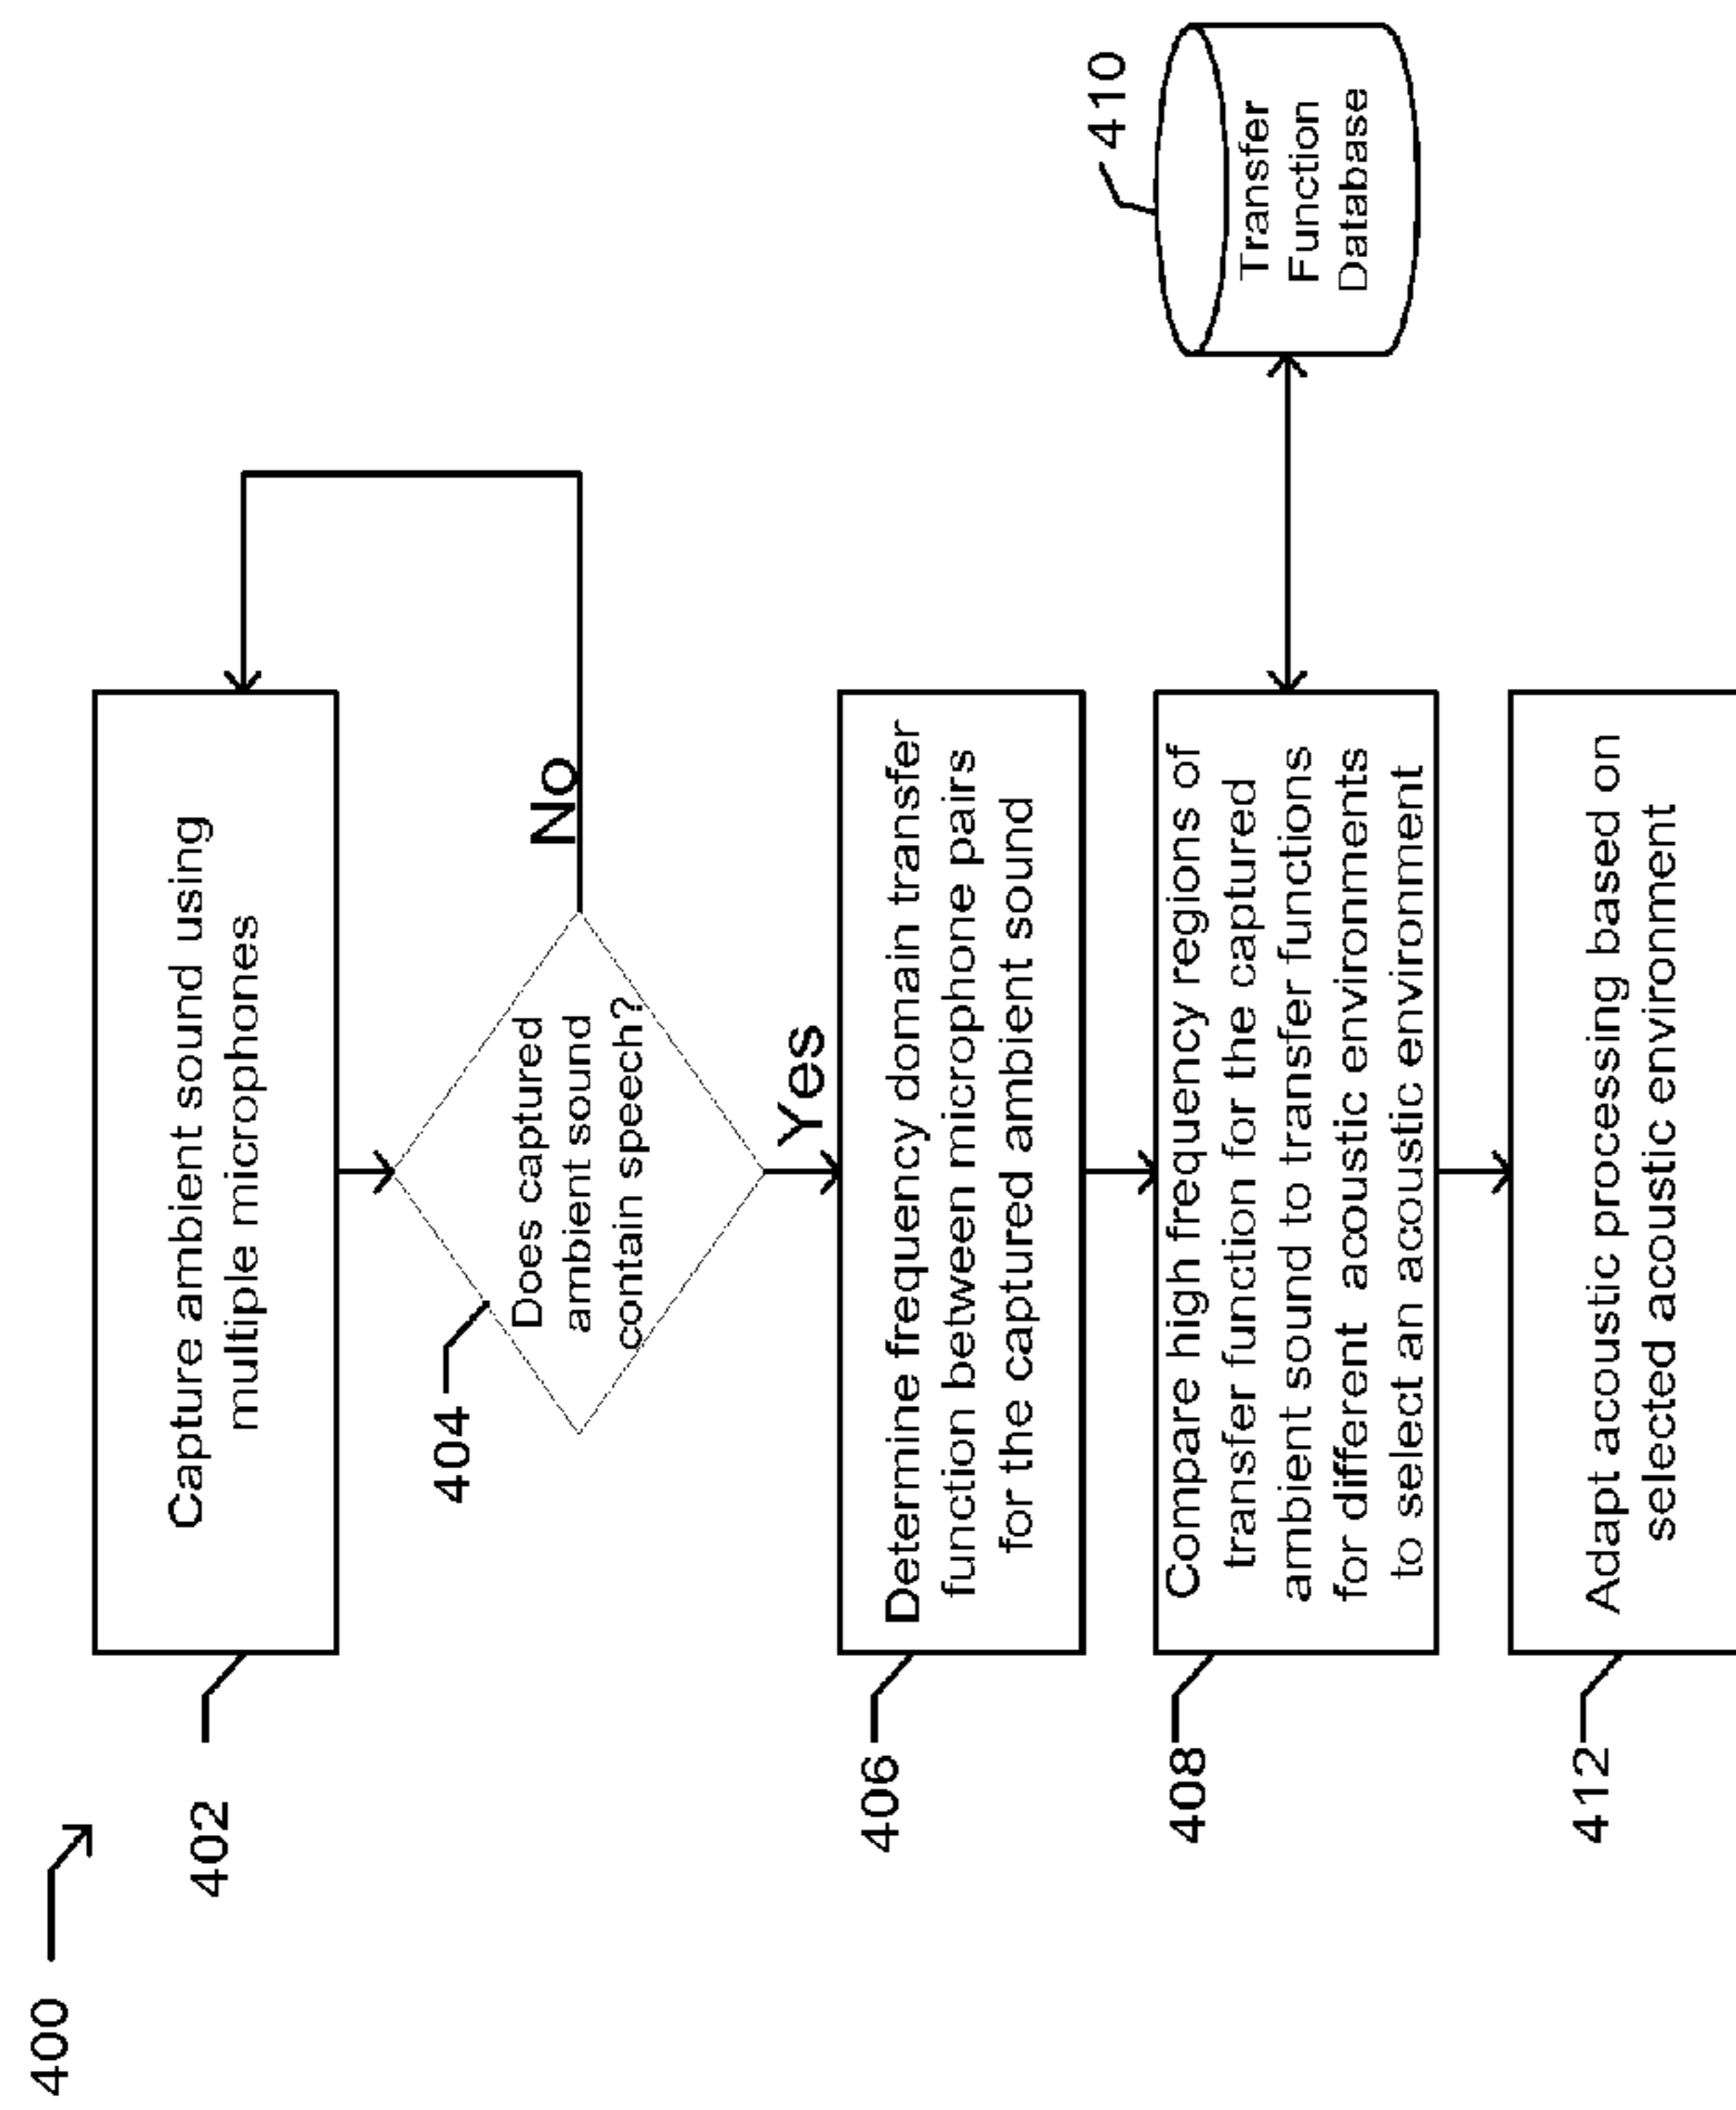 400
402
Capture ambient sound using
multiple microphones
404
Does captured
ambient sound
contain speech?
No
Yes
406
Determine frequency domain transfer
function between microphone pairs
for the captured ambient sound
408
Compare high frequency regions of
transfer function for the captured
ambient sound to transfer functions
for different acoustic environments
to select an acoustic environment
410
Transfer
Function
Database
412
Adapt acoustic processing based on
selected acoustic environment